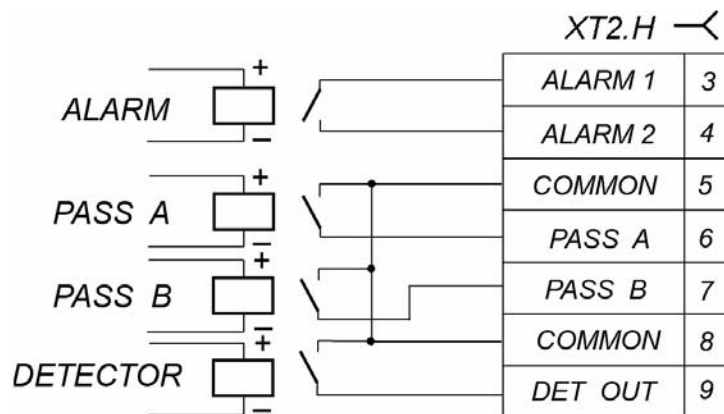 XT2.H
+
ALARM
−
ALARM 1 3
ALARM 2 4
+
PASS A
−
COMMON 5
PASS A 6
+
PASS B
−
PASS B 7
+
DETECTOR
−
COMMON 8
DET OUT 9